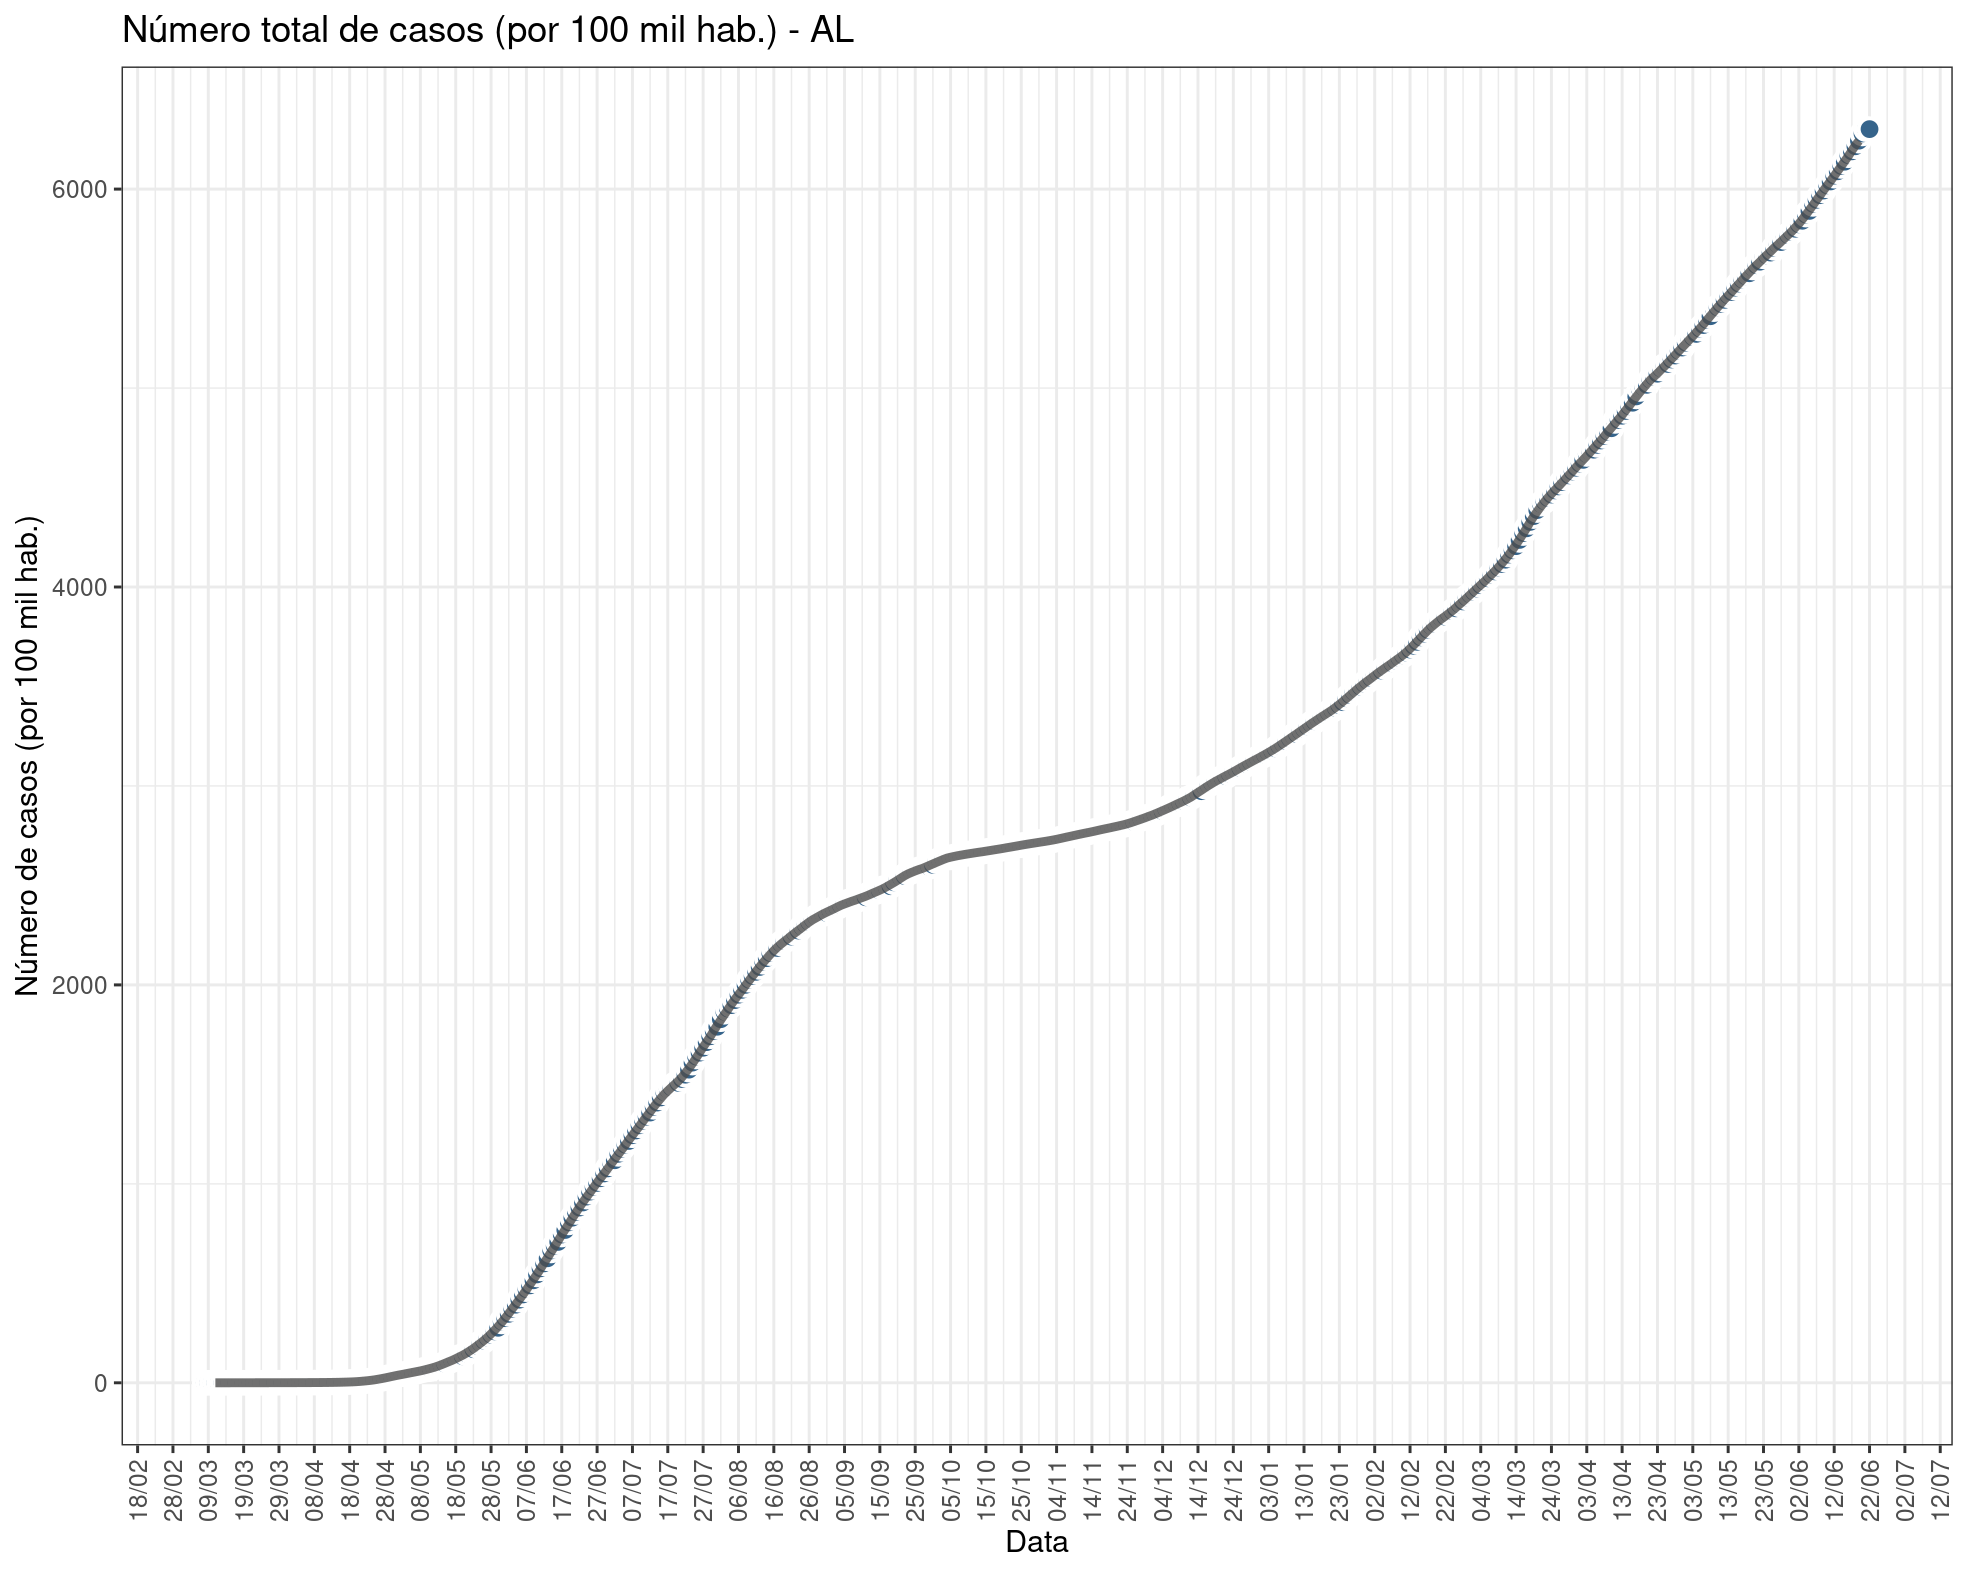 Número total de casos (por 100 mil hab.) - AL
Número de casos (por 100 mil hab.)
6000
4000
2000
0
18/02 28/02 09/03 19/03 29/03 08/04 18/04 28/04 08/05 18/05 28/05 07/06 17/06 27/06 07/07 17/07 27/07 06/08 16/08 26/08 05/09 15/09 25/09 05/10 15/10 25/10 04/11 14/11 24/11 04/12 14/12 24/12 03/01 13/01 23/01 02/02 12/02 22/02 04/03 14/03 24/03 03/04 13/04 23/04 03/05 13/05 23/05 02/06 12/06 22/06 02/07 12/07
Data